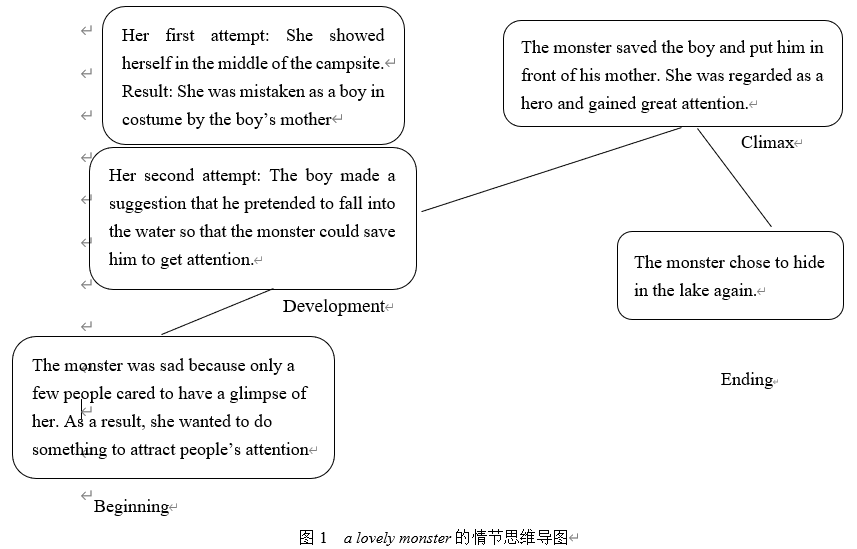 Her first attempt: She showed
herself in the middle of the campsite.
Result: She was mistaken as a boy in
costume by the boy’s mother
The monster saved the boy and put him in
front of his mother. She was regarded as a
hero and gained great attention.
Climax
Her second attempt: The boy made a
suggestion that he pretended to fall into
the water so that the monster could save
him to get attention.
Development
The monster chose to hide
in the lake again.
Ending
The monster was sad because only a
few people cared to have a glimpse of
her. As a result, she wanted to do
something to attract people’s attention
Beginning
图 1 a lovely monster 的情节思维导图